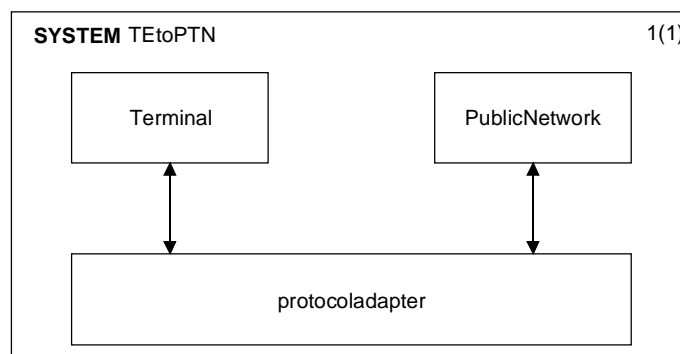 SYSTEM TEtoPTN 1(1)
Terminal PublicNetwork
protocoladapter